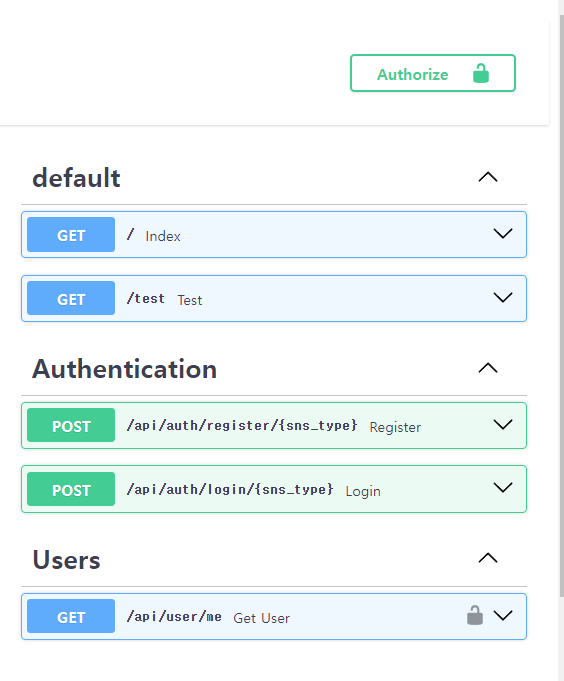 Authorize
default
GET / Index
GET /test Test
Authentication
POST /api/auth/register/{sns_type} Register
POST /api/auth/login/{sns_type} Login
Users
GET /api/user/me Get User